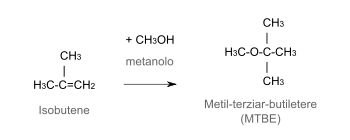 CH3
H3C-C=CH2
Isobutene
+ CH3OH
metanolo
CH3
H3C-O-C-CH3
CH3
Metil-terziar-butiletere
(MTBE)